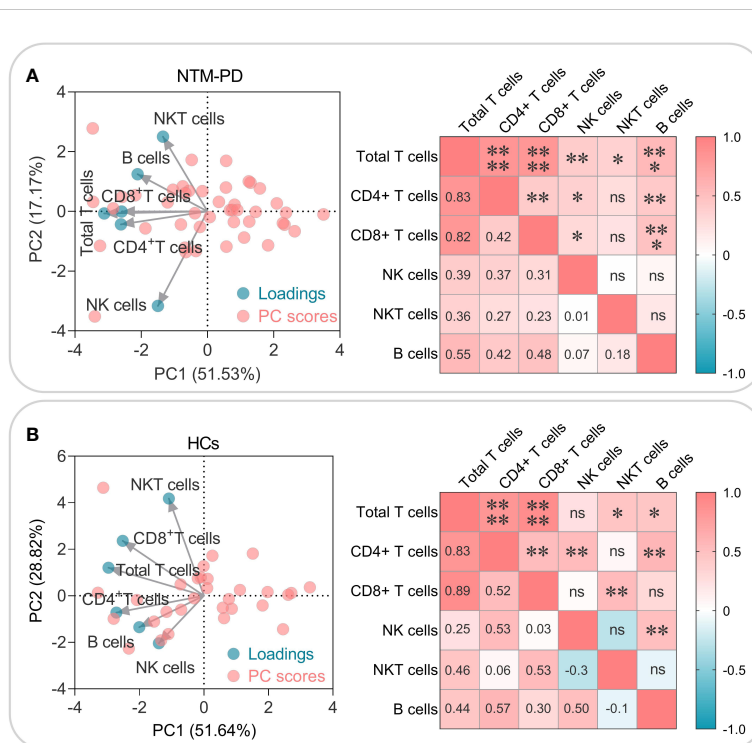 A
NTM-PD
4
2
0
-2
-4
PC2 (17.17%)
NKT cells
B cells
CD8+T cells
Total T cells
CD4+T cells
NK cells
Loadings
PC scores
-4 -2 0 2 4
PC1 (51.53%)
Total T cells
CD4+ T cells
CD8+ T cells
NK cells
NKT cells
B cells
Total T cells **** **** ** * ***
CD4+ T cells 0.83 ** * ns **
CD8+ T cells 0.82 0.42 * ns ***
NK cells 0.39 0.37 0.31 ns ns
NKT cells 0.36 0.27 0.23 0.01 ns
B cells 0.55 0.42 0.48 0.07 0.18
1.0
0.5
0
-0.5
-1.0
B
HCs
6
4
2
0
-2
-4
PC2 (28.82%)
NKT cells
CD8+T cells
Total T cells
CD4+T cells
B cells
NK cells
Loadings
PC scores
-4 -2 0 2 4
PC1 (51.64%)
Total T cells
CD4+ T cells
CD8+ T cells
NK cells
NKT cells
B cells
Total T cells **** **** ns * *
CD4+ T cells 0.83 ** ** ns **
CD8+ T cells 0.89 0.52 ns ** ns
NK cells 0.25 0.53 0.03 ns **
NKT cells 0.46 0.06 0.53 -0.3 ns
B cells 0.44 0.57 0.30 0.50 -0.1
1.0
0.5
0
-0.5
-1.0